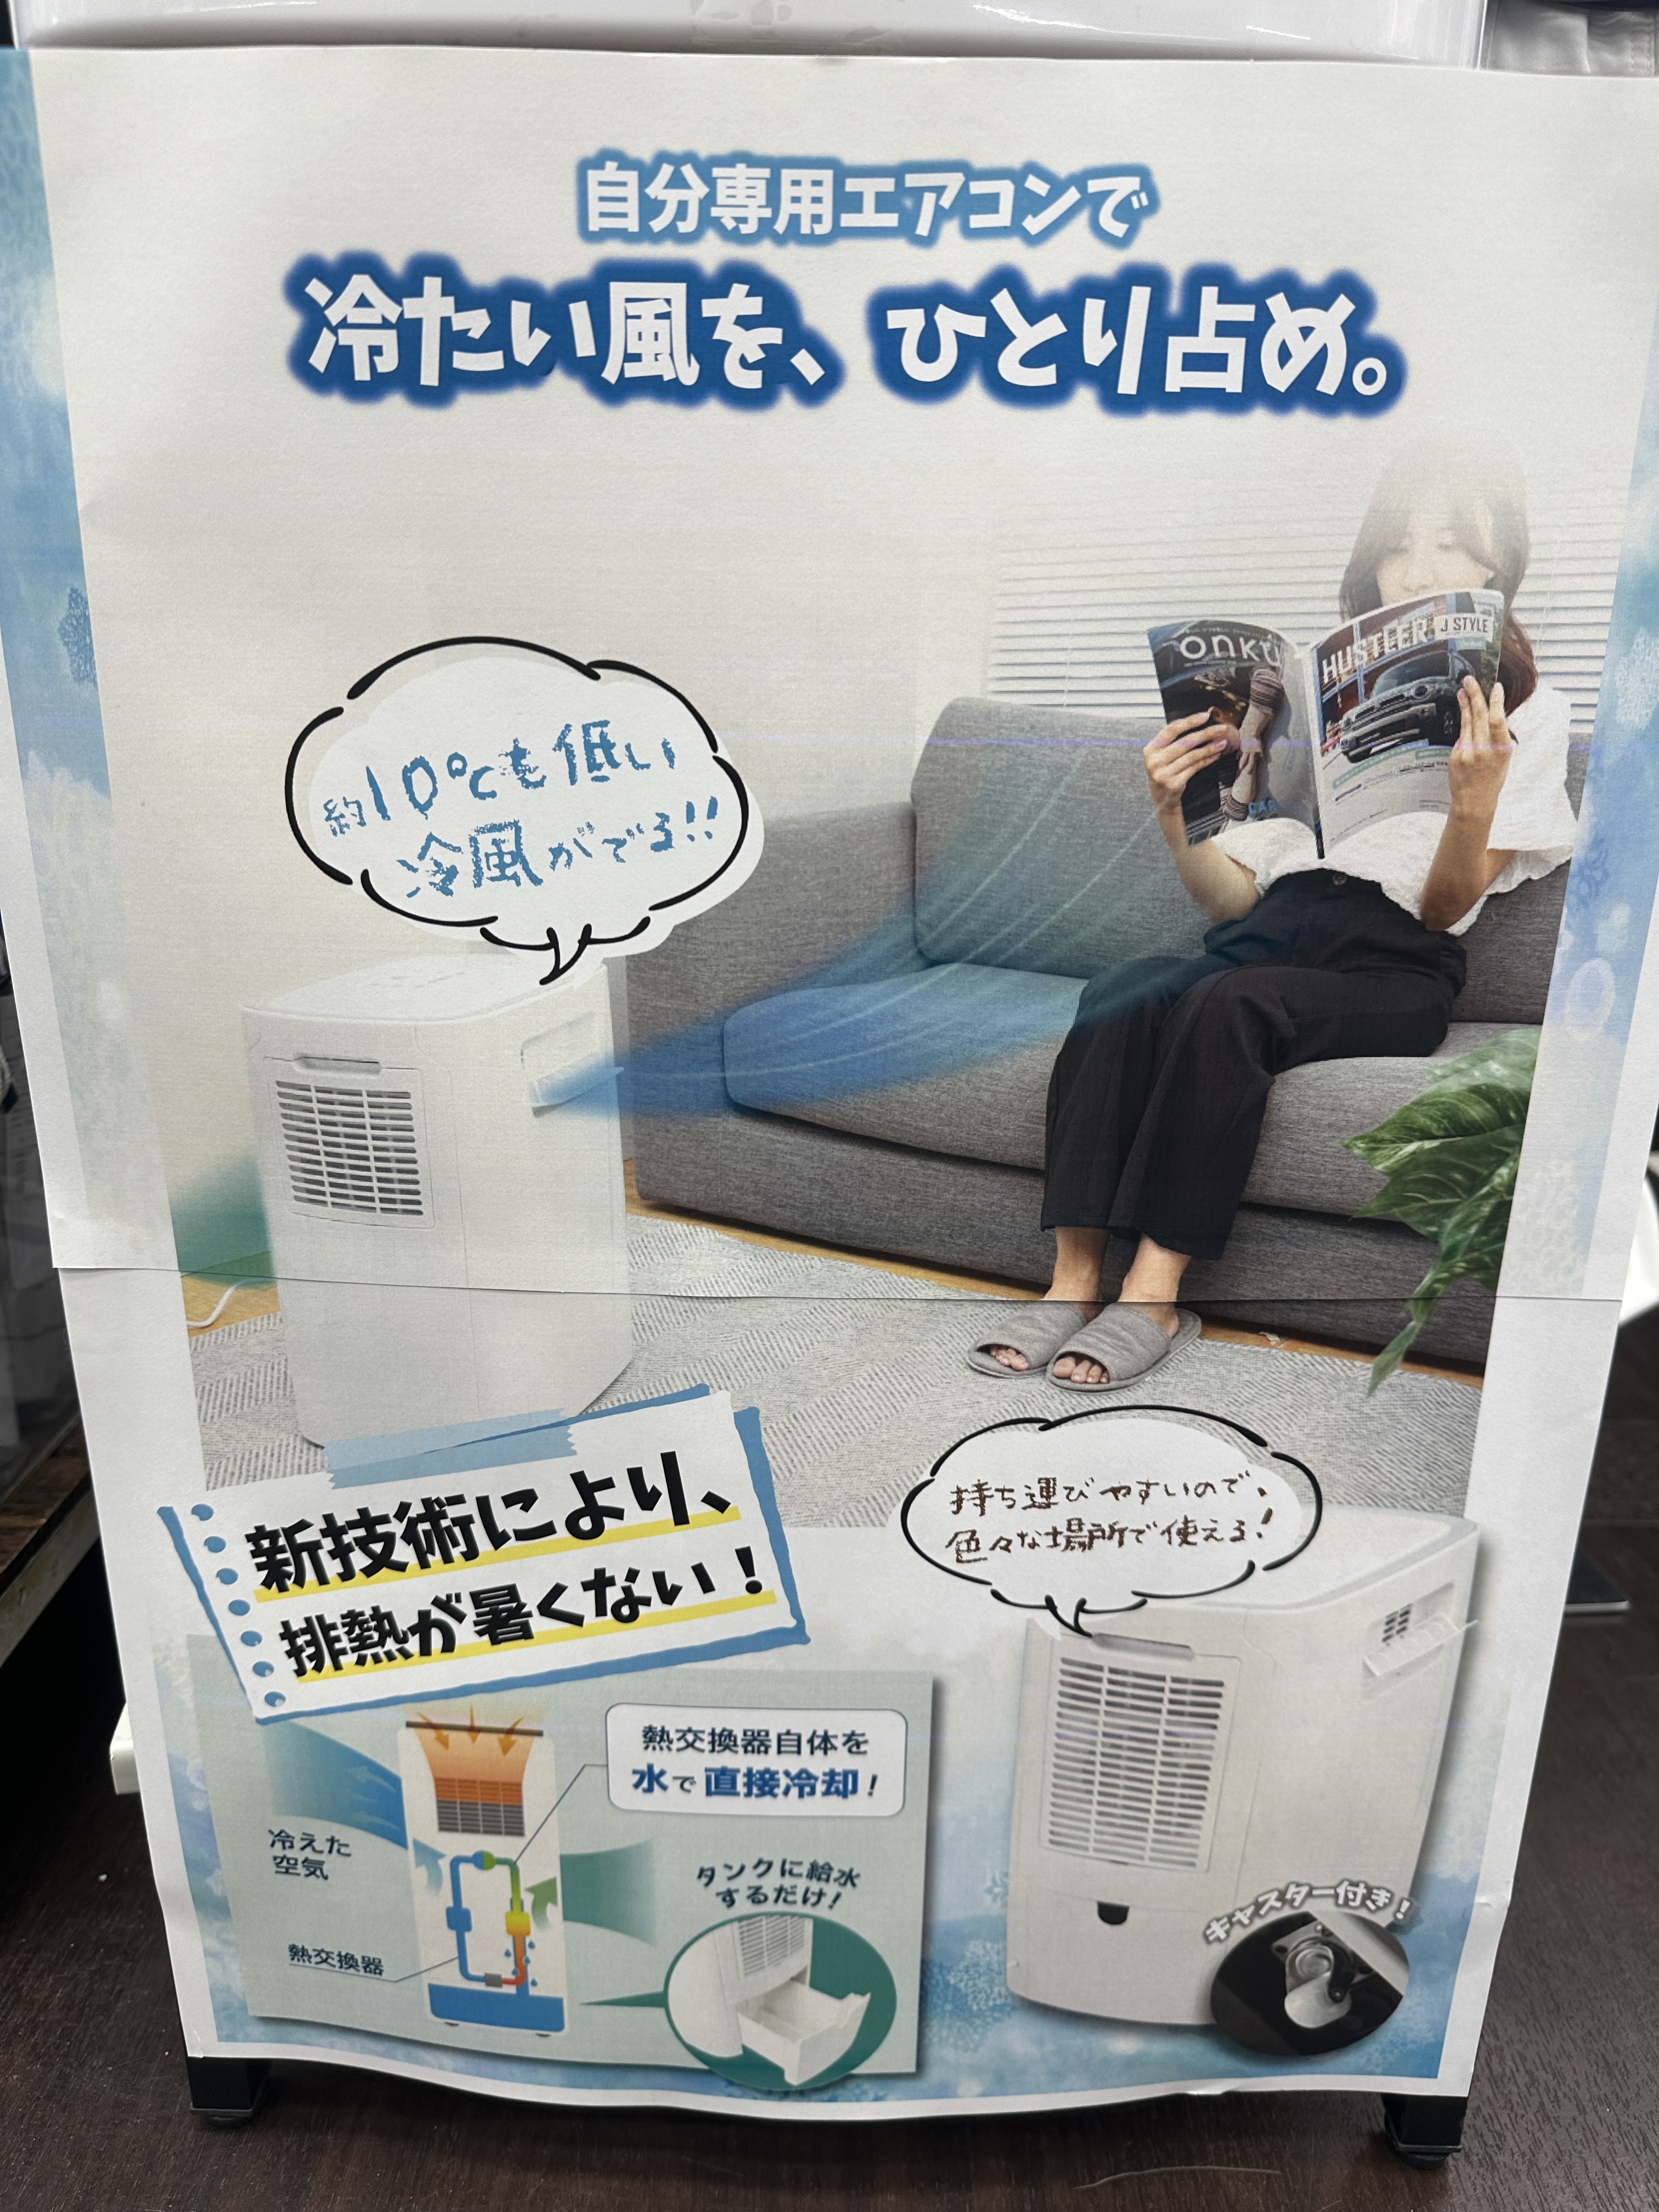 自分専用エアコンで
冷たい風を、ひとり占め。
onku
HUSTLER J STYLE
CAR
約10℃も低い
冷風がでる!!
新技術により、
排熱が暑くない！
持ち運びやすいので、
色々な場所で使える！
熱交換器自体を
水で直接冷却！
冷えた
空気
熱交換器
タンクに給水
するだけ！
キャスター付き！